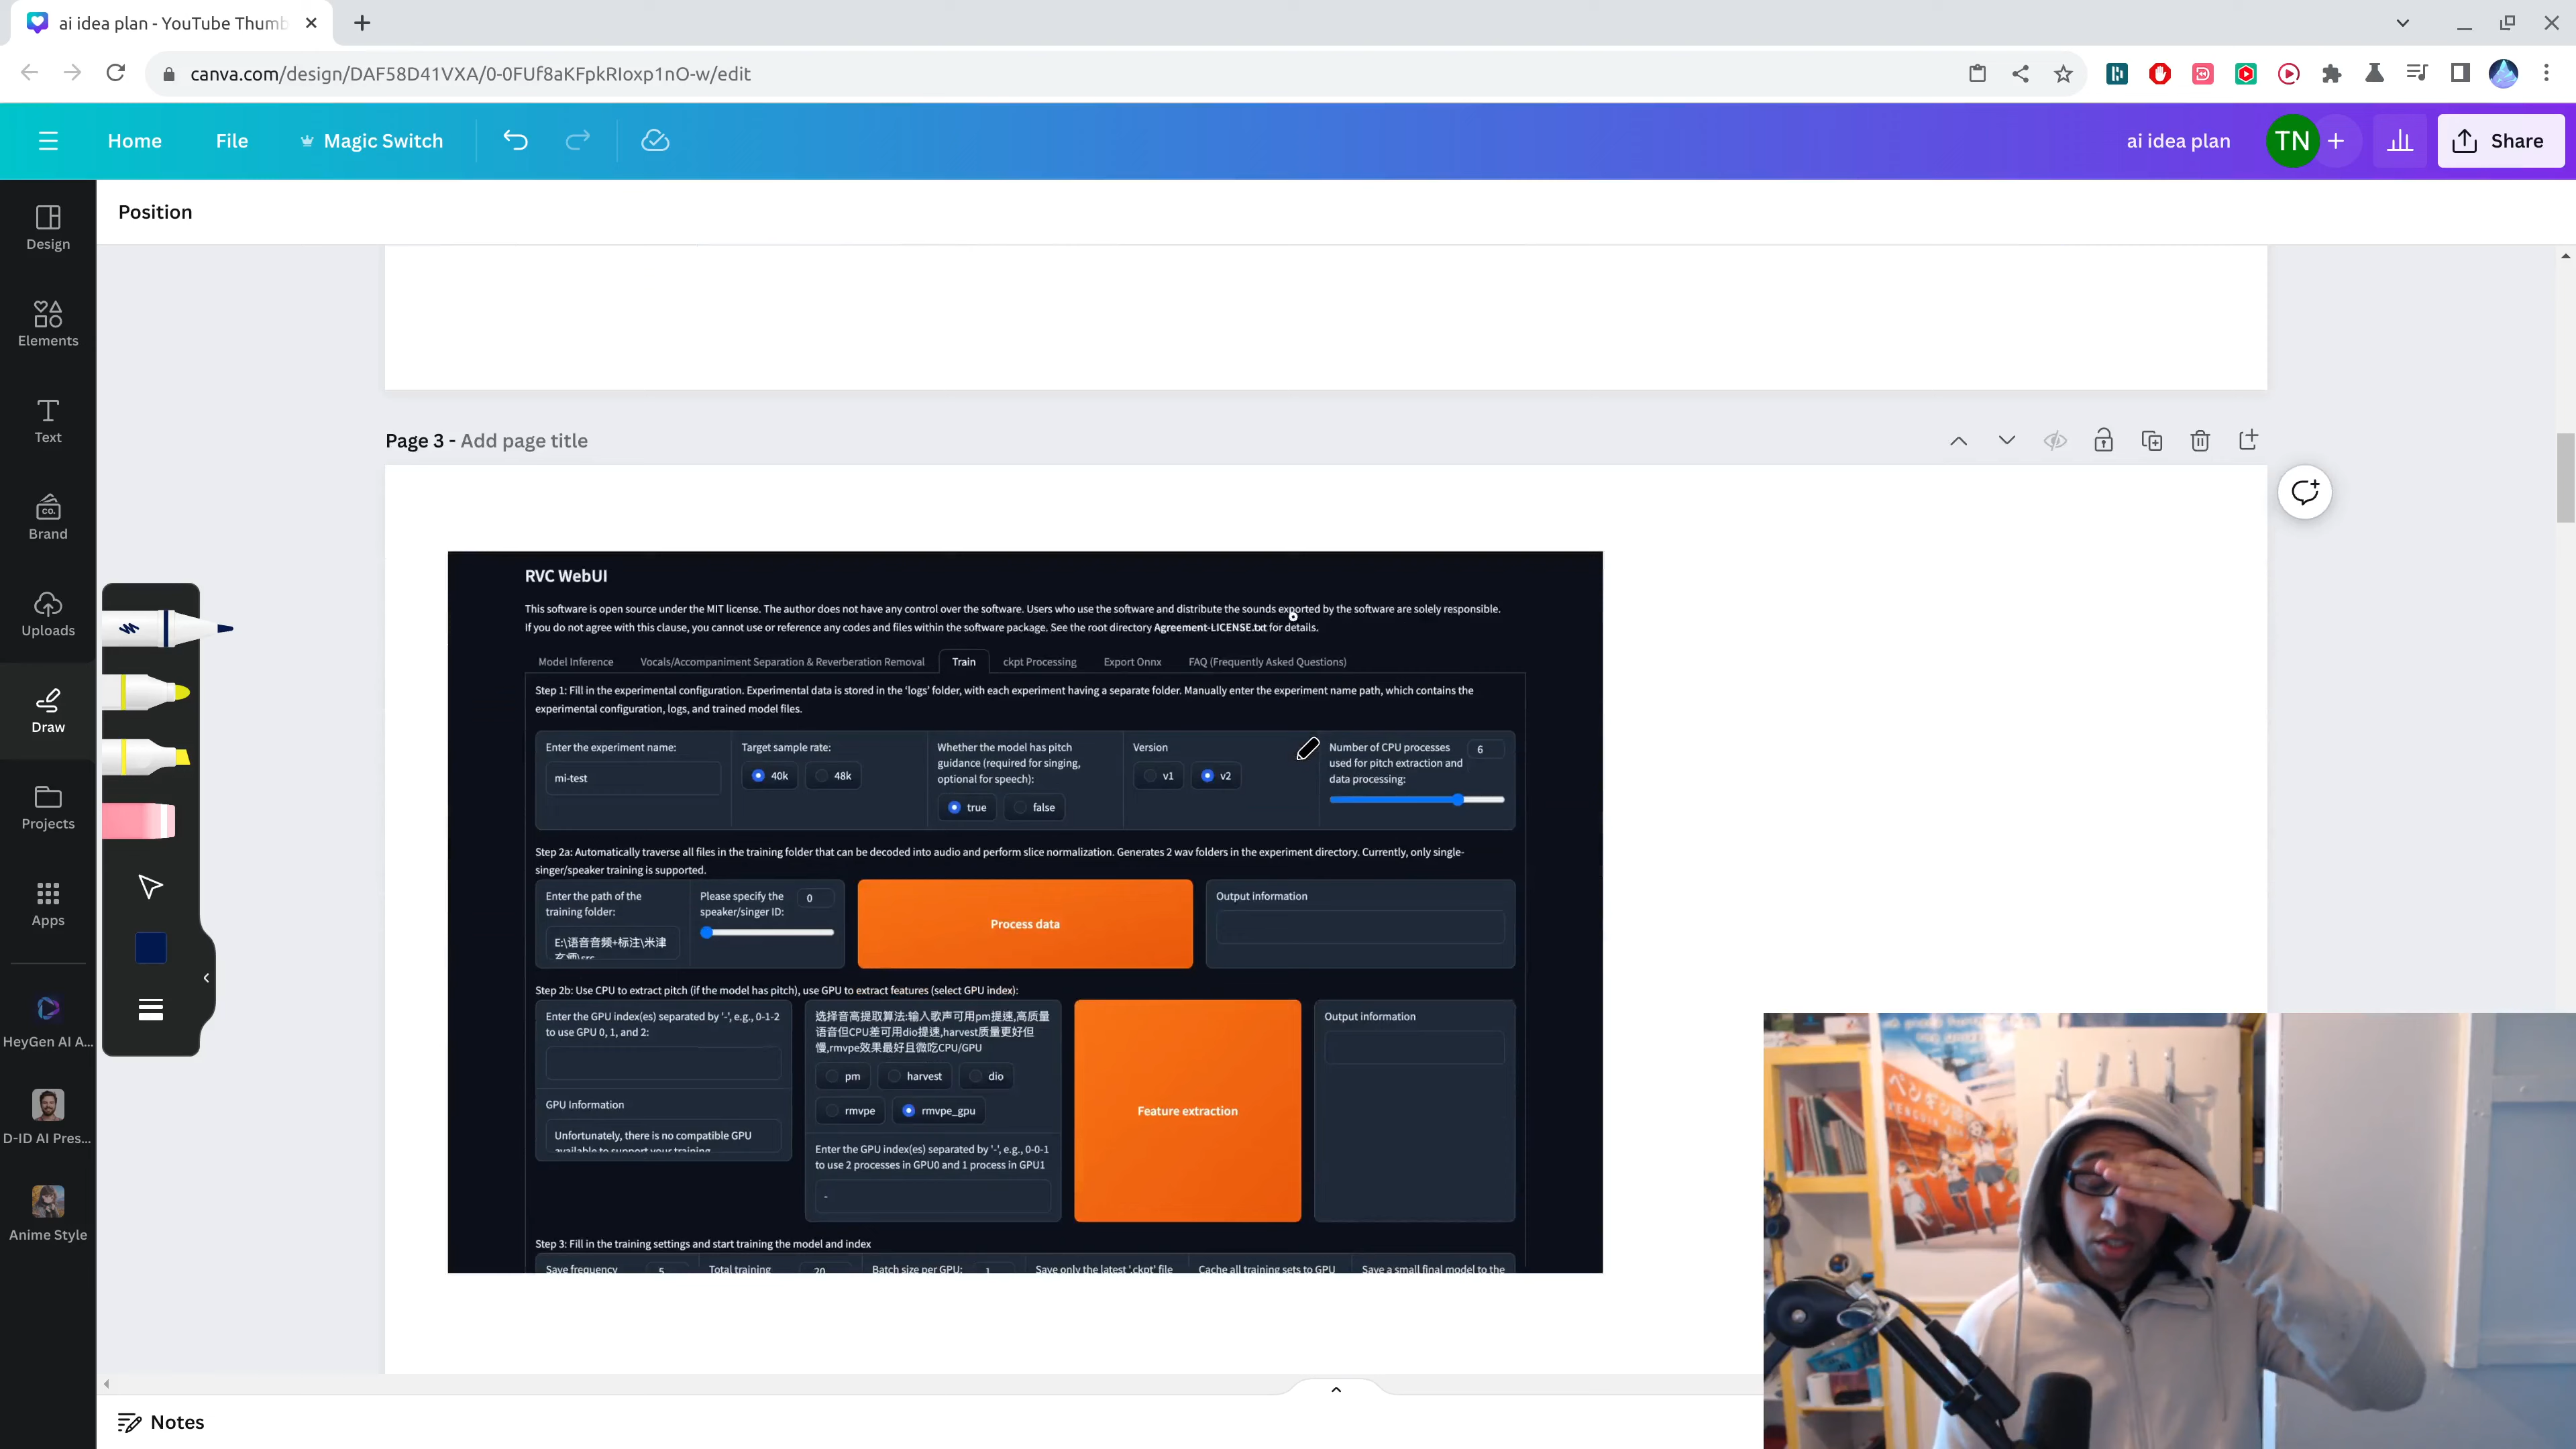 ai idea plan - YouTube Thumb
canva.com/design/DAF58D41VXA/0-0FUf8aKFpkRIoxp1nO-w/edit
Home
File
Magic Switch
ai idea plan
TN
Share
Position
Design
Elements
Text
CO.
Brand
Uploads
Draw
Projects
Apps
HeyGen AI A...
D-ID AI Pres...
Anime Style
Page 3 - Add page title
RVC WebUI
This software is open source under the MIT license. The author does not have any control over the software. Users who use the software and distribute the sounds exported by the software are solely responsible.
If you do not agree with this clause, you cannot use or reference any codes and files within the software package. See the root directory Agreement-LICENSE.txt for details.
Model Inference
Vocals/Accompaniment Separation & Reverberation Removal
Train
ckpt Processing
Export Onnx
FAQ (Frequently Asked Questions)
Step 1: Fill in the experimental configuration. Experimental data is stored in the 'logs' folder, with each experiment having a separate folder. Manually enter the experiment name path, which contains the
experimental configuration, logs, and trained model files.
Enter the experiment name:
mi-test
Target sample rate:
40k
48k
Whether the model has pitch
guidance (required for singing,
optional for speech):
true
false
Version
v1
v2
Number of CPU processes
used for pitch extraction and
data processing:
6
Step 2a: Automatically traverse all files in the training folder that can be decoded into audio and perform slice normalization. Generates 2 wav folders in the experiment directory. Currently, only single-
singer/speaker training is supported.
Enter the path of the
training folder:
E:\语音音频+标注\米津
玄师\src
Please specify the
speaker/singer ID:
0
Process data
Output information
Step 2b: Use CPU to extract pitch (if the model has pitch), use GPU to extract features (select GPU index):
Enter the GPU index(es) separated by '-', e.g., 0-1-2
to use GPU 0, 1, and 2:
GPU Information
Unfortunately, there is no compatible GPU
available to support your training.
选择音高提取算法:输入歌声可用pm提速,高质量
语音但CPU差可用dio提速,harvest质量更好但
慢,rmvpe效果最好且微吃CPU/GPU
pm
harvest
dio
rmvpe
rmvpe_gpu
Enter the GPU index(es) separated by '-', e.g., 0-0-1
to use 2 processes in GPU0 and 1 process in GPU1
-
Feature extraction
Output information
Step 3: Fill in the training settings and start training the model and index
Save frequency
5
Total training
20
Batch size per GPU:
1
Save only the latest '.ckpt' file
Cache all training sets to GPU
Save a small final model to the
Notes